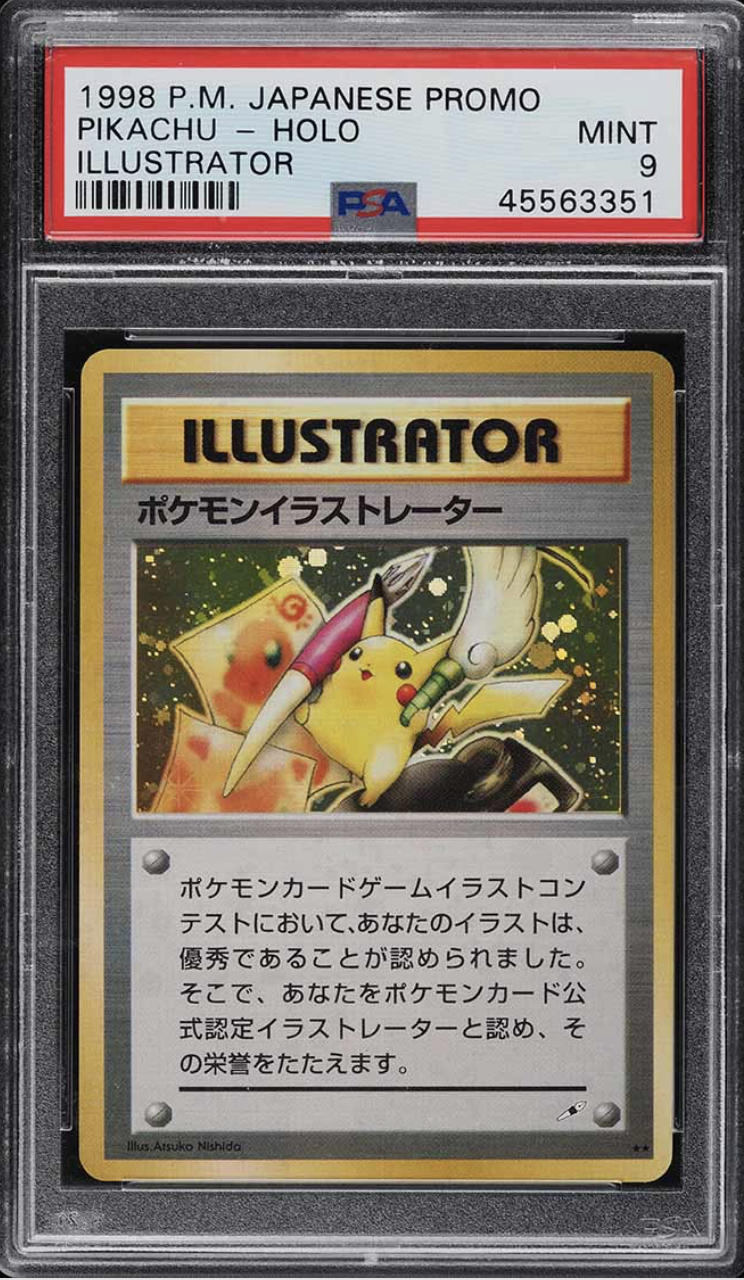 1998 P.M. JAPANESE PROMO
PIKACHU – HOLO MINT
ILLUSTRATOR 9
PSA 45563351
ILLUSTRATOR
ポケモンイラストレーター
ポケモンカードゲームイラストコン
テストにおいて、あなたのイラストは、
優秀であることが認められました。
そこで、あなたをポケモンカード公
式認定イラストレーターと認め、そ
の栄誉をたたえます。
Illus.Atsuko Nishida
★★
PSA